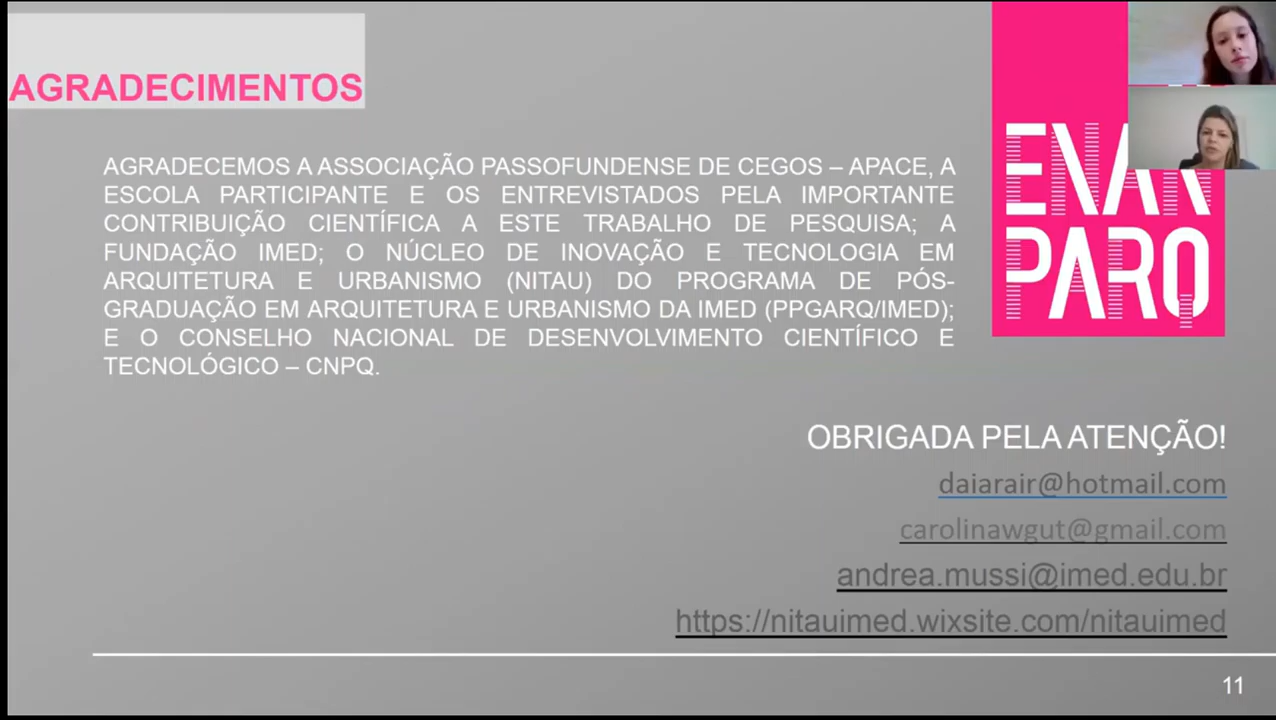 AGRADECIMENTOS
AGRADECEMOS A ASSOCIAÇÃO PASSOFUNDENSE DE CEGOS – APACE, A
ESCOLA PARTICIPANTE E OS ENTREVISTADOS PELA IMPORTANTE
CONTRIBUIÇÃO CIENTÍFICA A ESTE TRABALHO DE PESQUISA; A
FUNDAÇÃO IMED; O NÚCLEO DE INOVAÇÃO E TECNOLOGIA EM
ARQUITETURA E URBANISMO (NITAU) DO PROGRAMA DE PÓS-
GRADUAÇÃO EM ARQUITETURA E URBANISMO DA IMED (PPGARQ/IMED);
E O CONSELHO NACIONAL DE DESENVOLVIMENTO CIENTÍFICO E
TECNOLÓGICO – CNPQ.
ENAN
PARQ
OBRIGADA PELA ATENÇÃO!
daiarair@hotmail.com
carolinawgut@gmail.com
andrea.mussi@imed.edu.br
https://nitauimed.wixsite.com/nitauimed
11